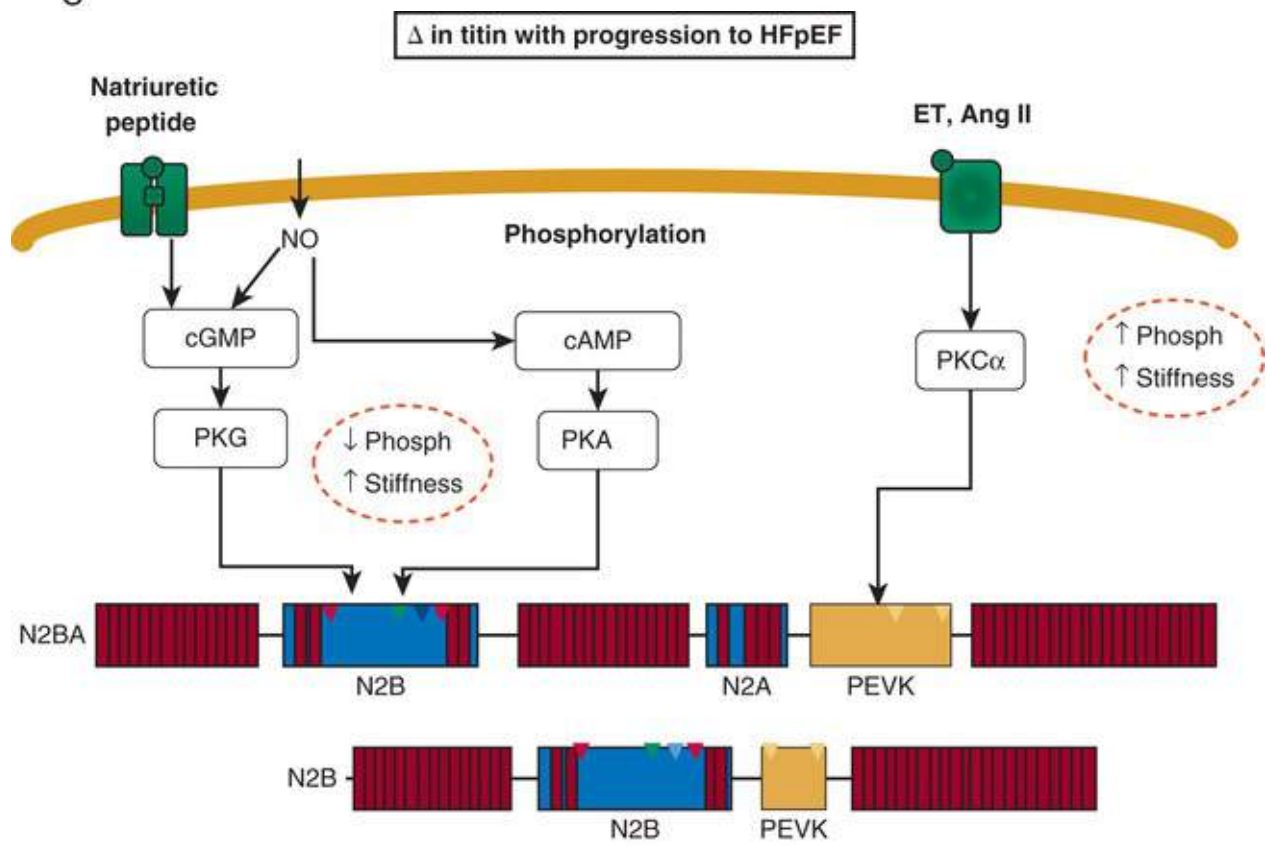 Δ in titin with progression to HFpEF
Natriuretic
peptide
ET, Ang II
NO
Phosphorylation
cGMP
cAMP
PKCα
↑ Phosph
↑ Stiffness
PKG
↓ Phosph
↑ Stiffness
PKA
N2BA
N2B
N2A
PEVK
N2B
N2B
PEVK